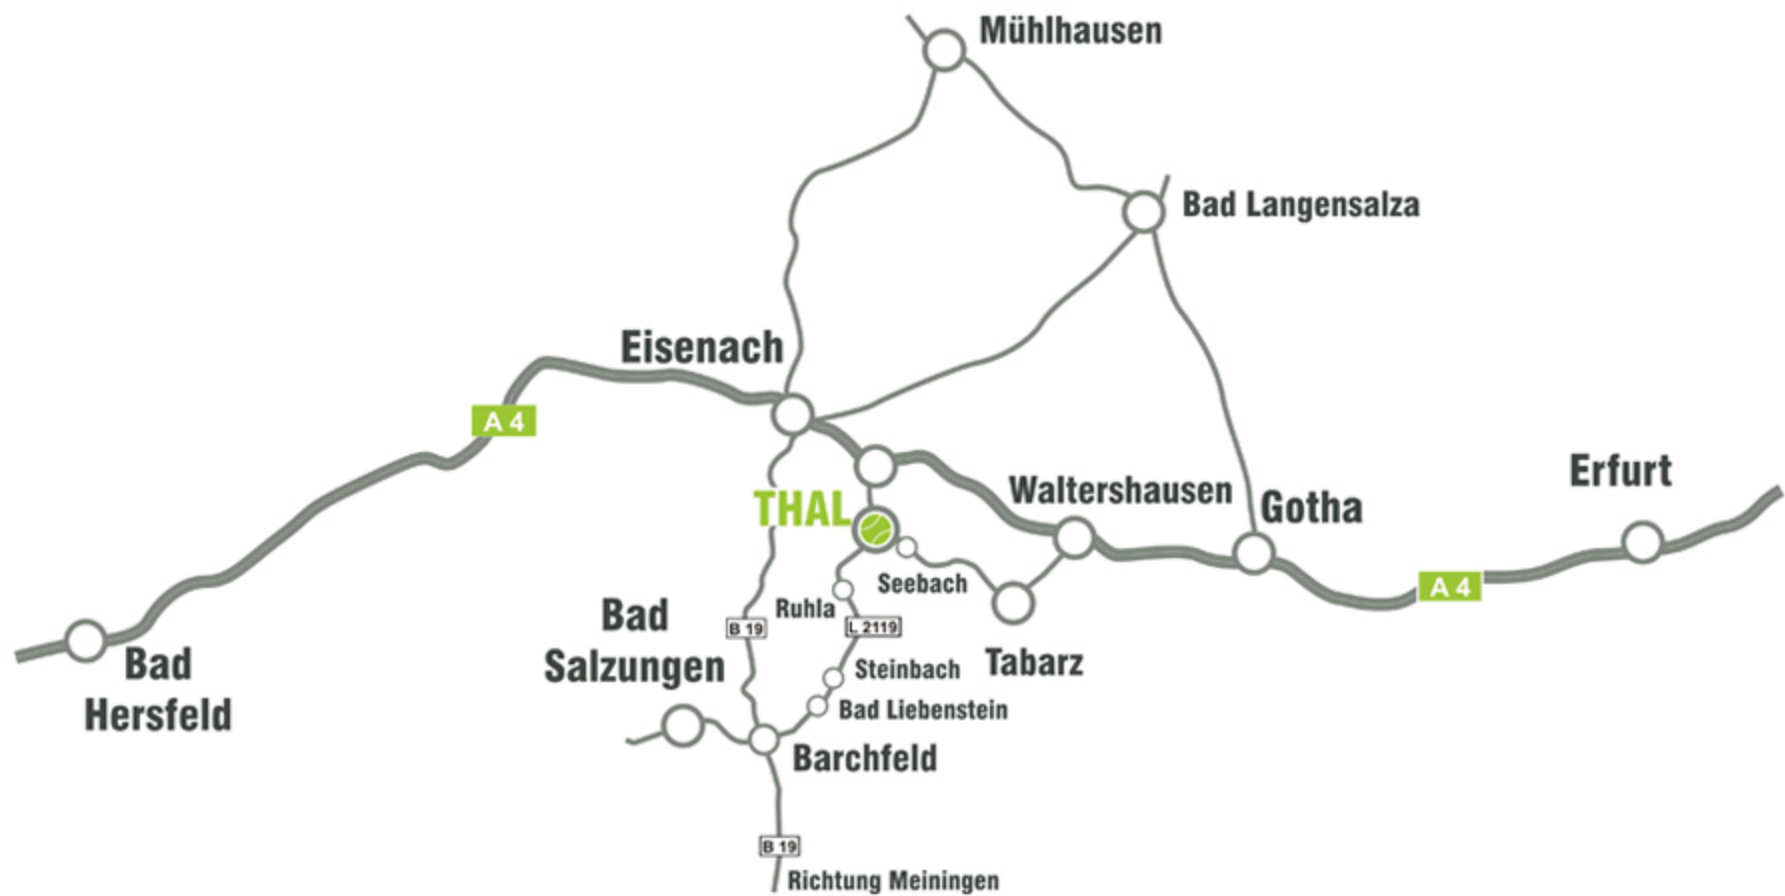 Mühlhausen
Bad Langensalza
Eisenach
A 4
Erfurt
Waltershausen
Gotha
THAL
Seebach
A 4
Ruhla
Bad
Salzungen
B 19
L 2119
Bad
Hersfeld
Steinbach
Tabarz
Bad Liebenstein
Barchfeld
B 19
Richtung Meiningen